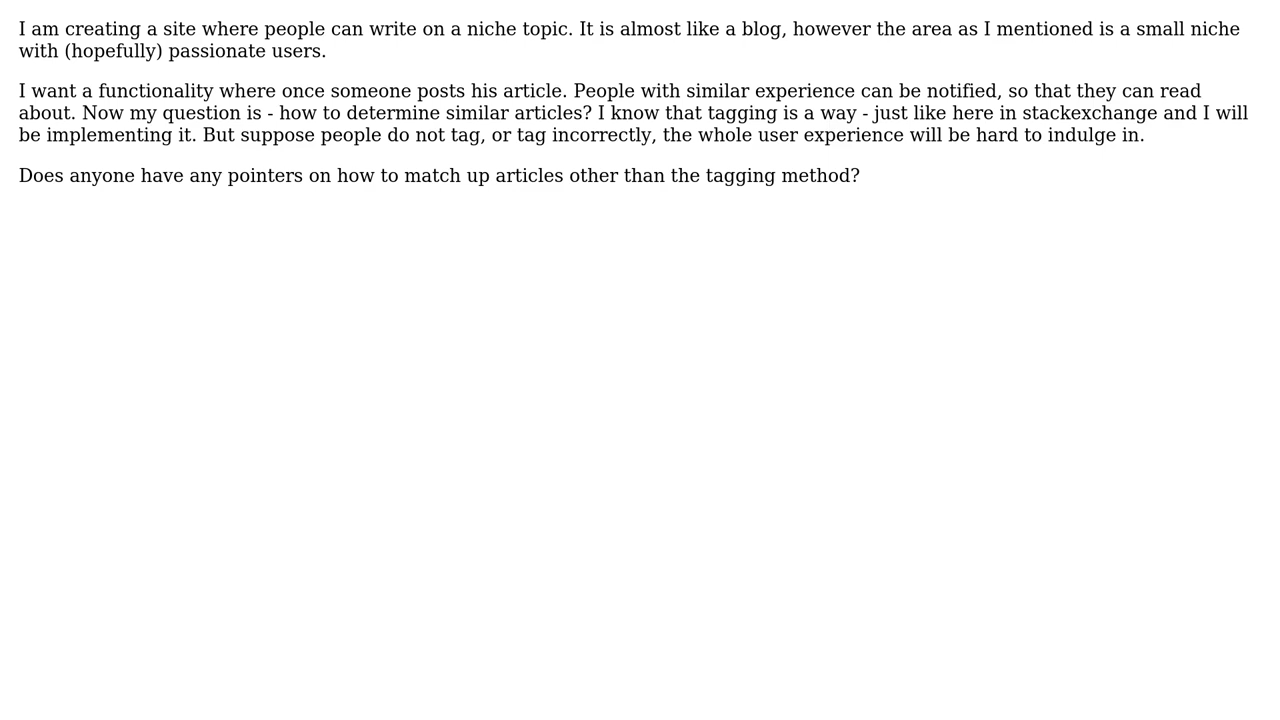 I am creating a site where people can write on a niche topic. It is almost like a blog, however the area as I mentioned is a small niche
with (hopefully) passionate users.
I want a functionality where once someone posts his article. People with similar experience can be notified, so that they can read
about. Now my question is - how to determine similar articles? I know that tagging is a way - just like here in stackexchange and I will
be implementing it. But suppose people do not tag, or tag incorrectly, the whole user experience will be hard to indulge in.
Does anyone have any pointers on how to match up articles other than the tagging method?